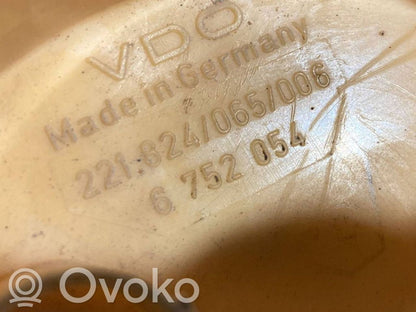 VDO
Made in Germany
221-824/065/006
6 752 054
Ovoko